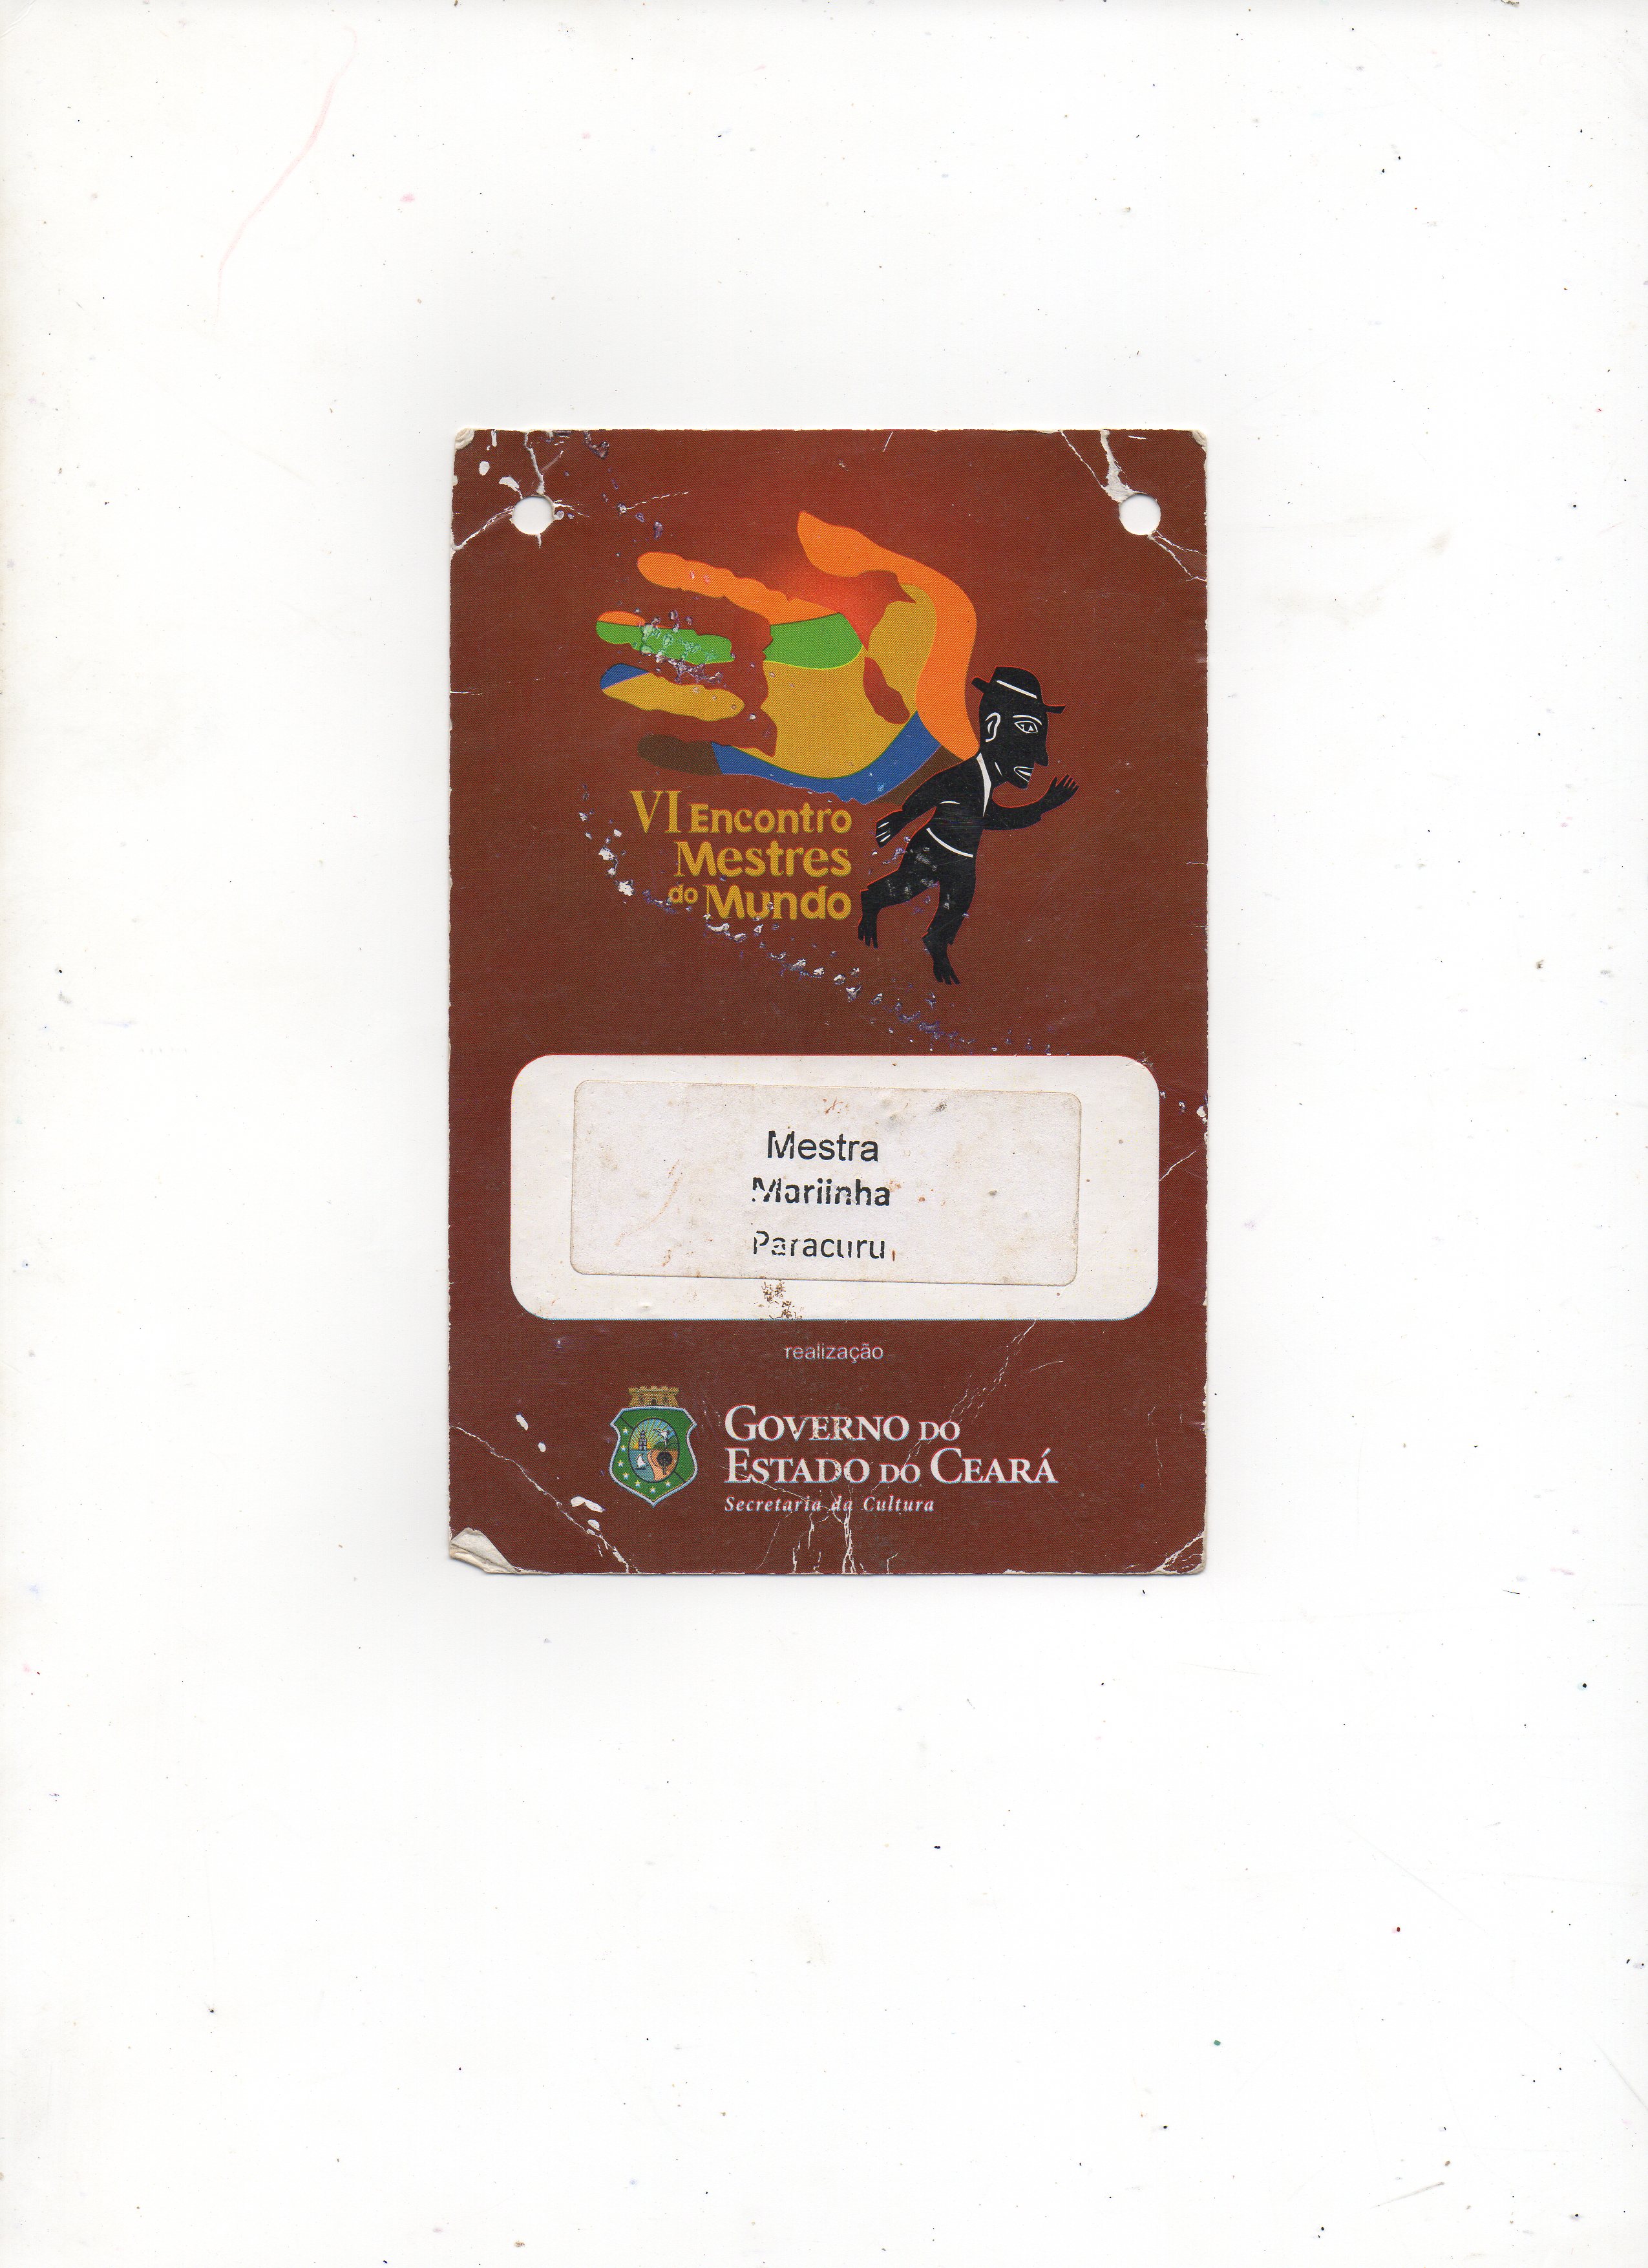 VI Encontro
Mestres
do Mundo
Mestra
Mariinha
Paracuru
realização
GOVERNO DO
ESTADO DO CEARÁ
Secretaria da Cultura